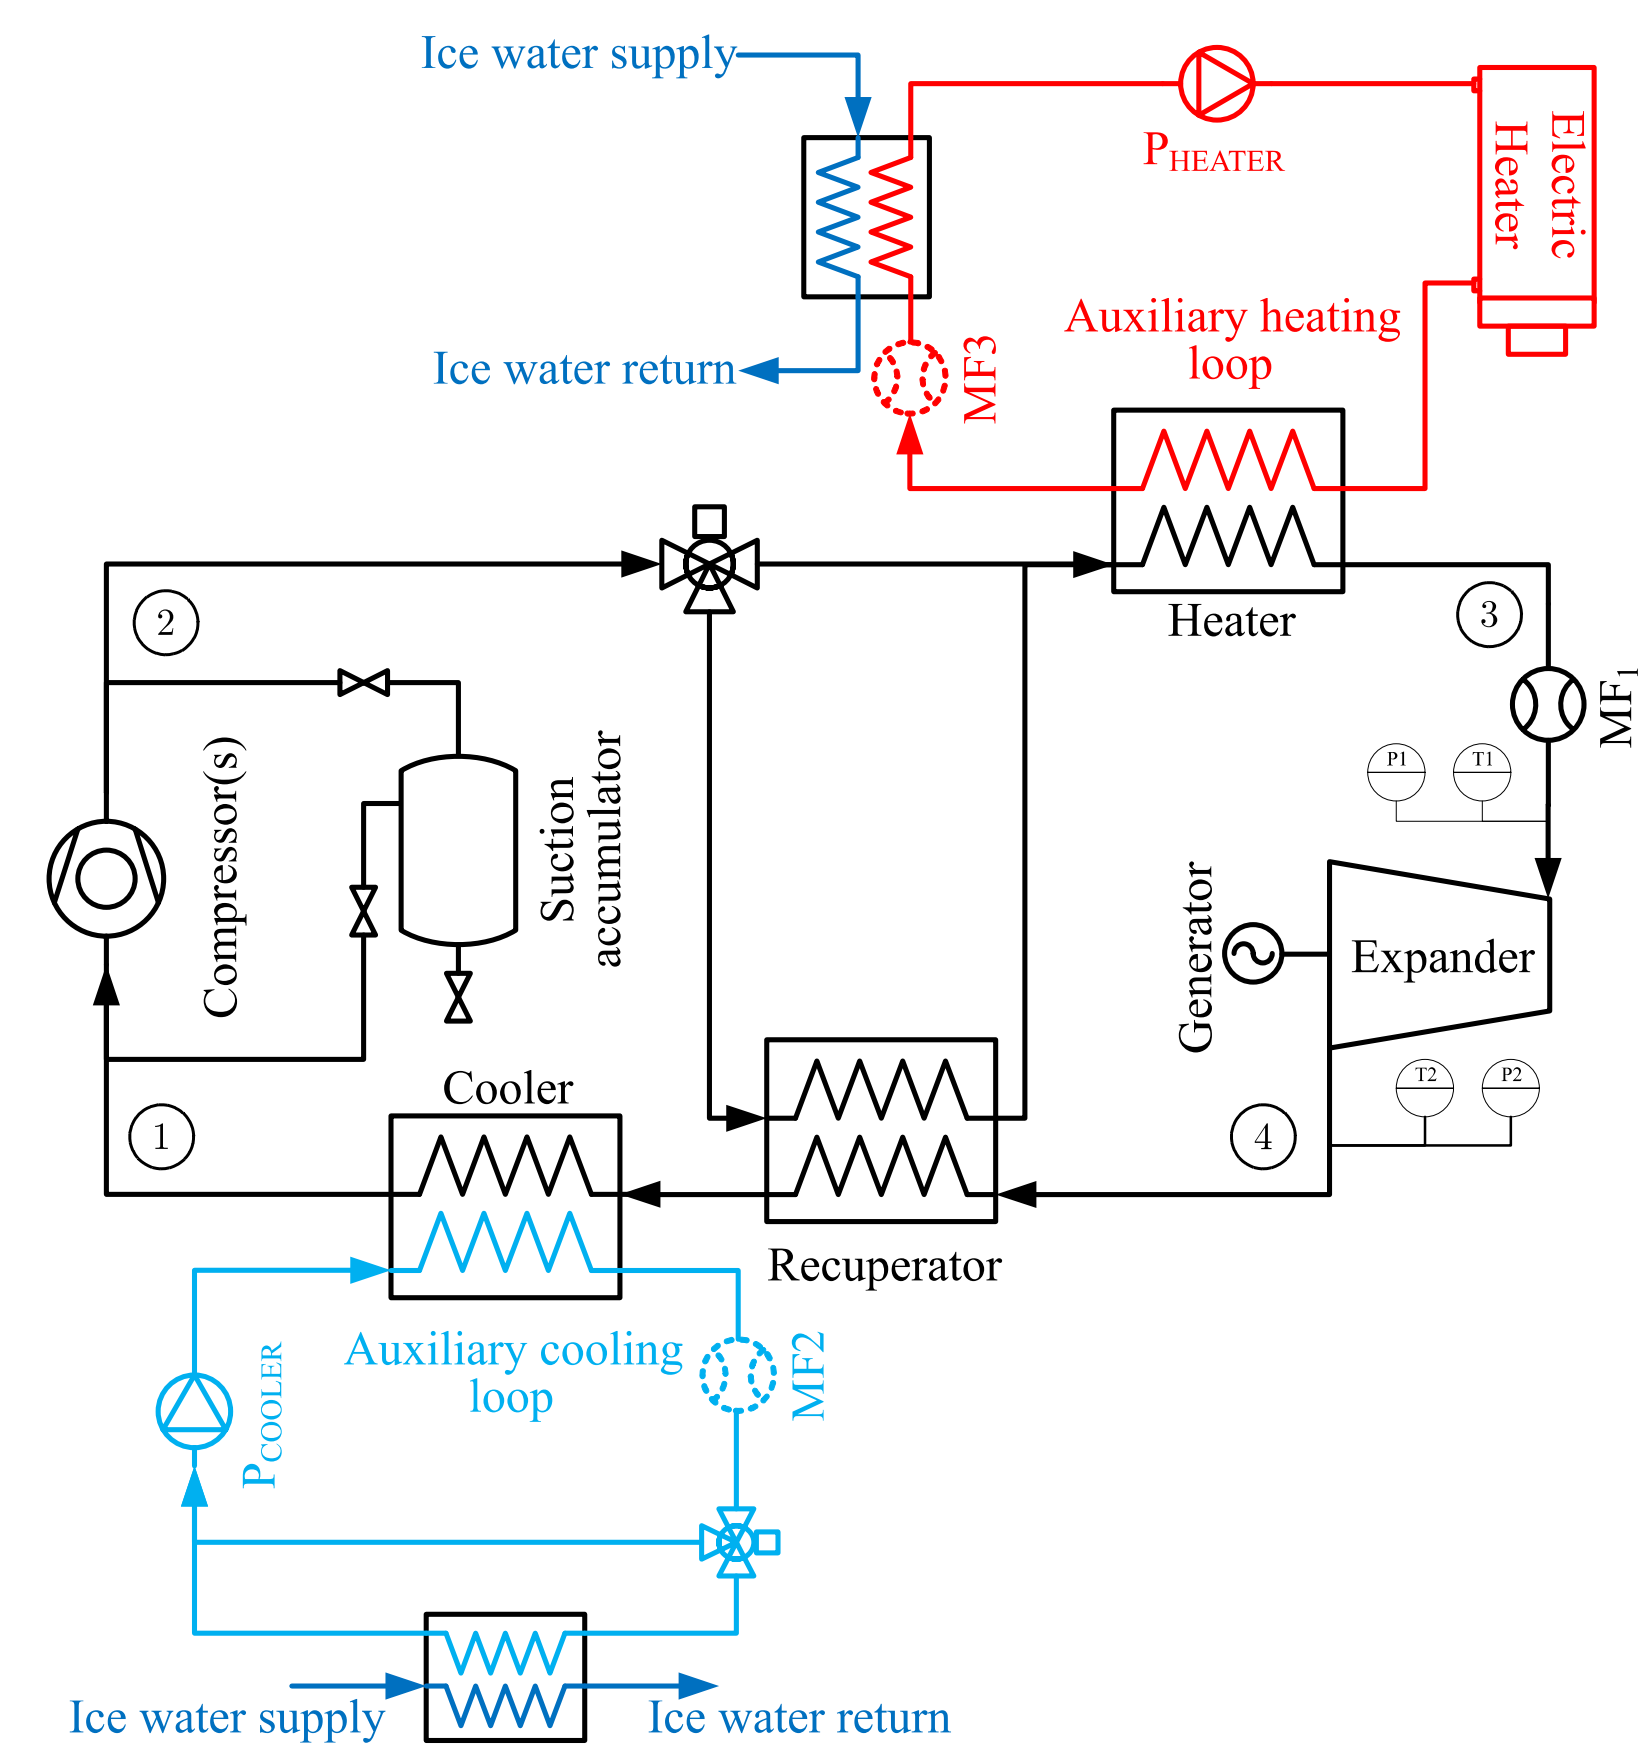 Ice water supply
P_HEATER
Electric
Heater
Auxiliary heating
loop
Ice water return
MF3
2
Heater
3
MF₁
Compressor(s)
Suction
accumulator
P1
T1
Generator
Expander
T2
P2
1
Cooler
4
Recuperator
Auxiliary cooling
loop
MF2
P_COOLER
Ice water supply
Ice water return